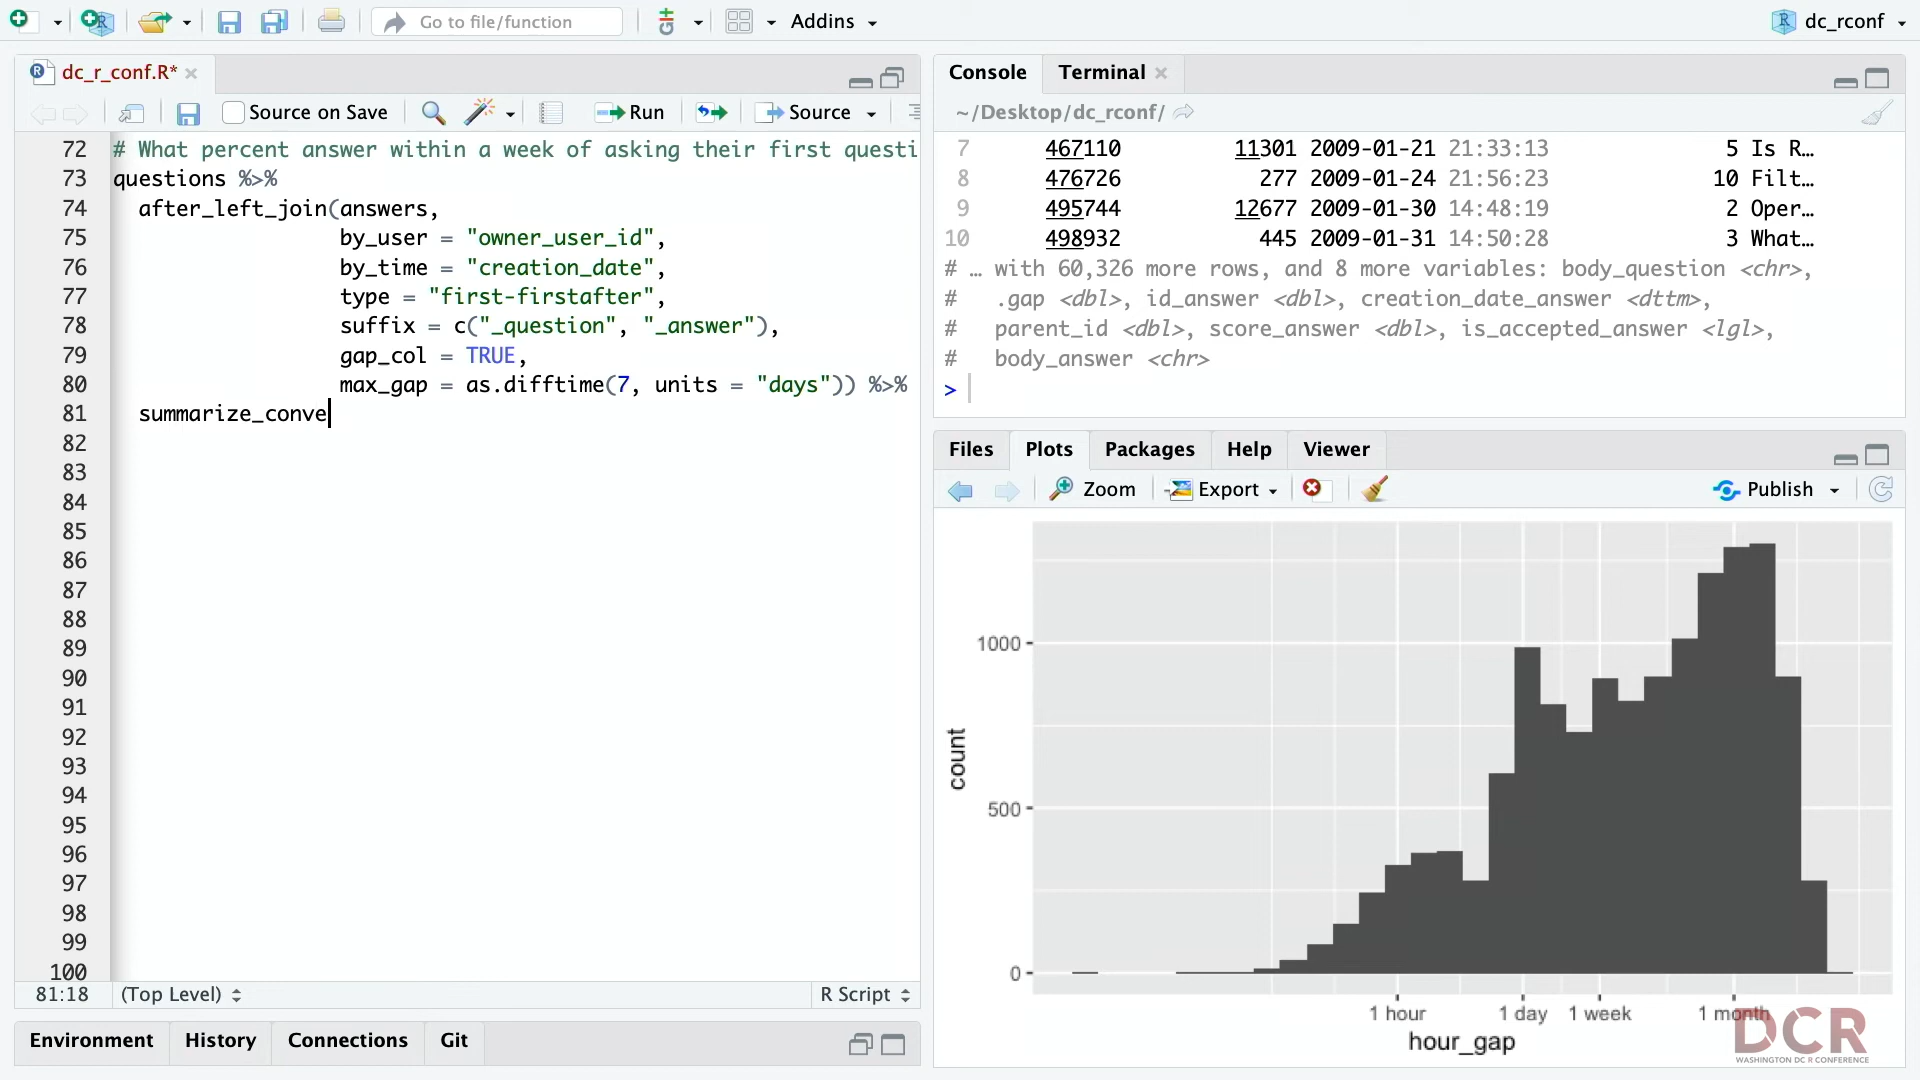 Go to file/function
Addins
dc_rconf
dc_r_conf.R*
Source on Save
Run
Source
72 # What percent answer within a week of asking their first questi
73 questions %>%
74 after_left_join(answers,
75 by_user = "owner_user_id",
76 by_time = "creation_date",
77 type = "first-firstafter",
78 suffix = c("_question", "_answer"),
79 gap_col = TRUE,
80 max_gap = as.difftime(7, units = "days")) %>%
81 summarize_conve
82
83
84
85
86
87
88
89
90
91
92
93
94
95
96
97
98
99
100
81:18 (Top Level) R Script
Environment History Connections Git
Console Terminal
~/Desktop/dc_rconf/
7 467110 11301 2009-01-21 21:33:13 5 Is R…
8 476726 277 2009-01-24 21:56:23 10 Filt…
9 495744 12677 2009-01-30 14:48:19 2 Oper…
10 498932 445 2009-01-31 14:50:28 3 What…
# … with 60,326 more rows, and 8 more variables: body_question <chr>,
# .gap <dbl>, id_answer <dbl>, creation_date_answer <dttm>,
# parent_id <dbl>, score_answer <dbl>, is_accepted_answer <lgl>,
# body_answer <chr>
>
Files Plots Packages Help Viewer
Zoom Export Publish
1000
500
0
count
1 hour 1 day 1 week 1 month
hour_gap
DCR
WASHINGTON DC R CONFERENCE